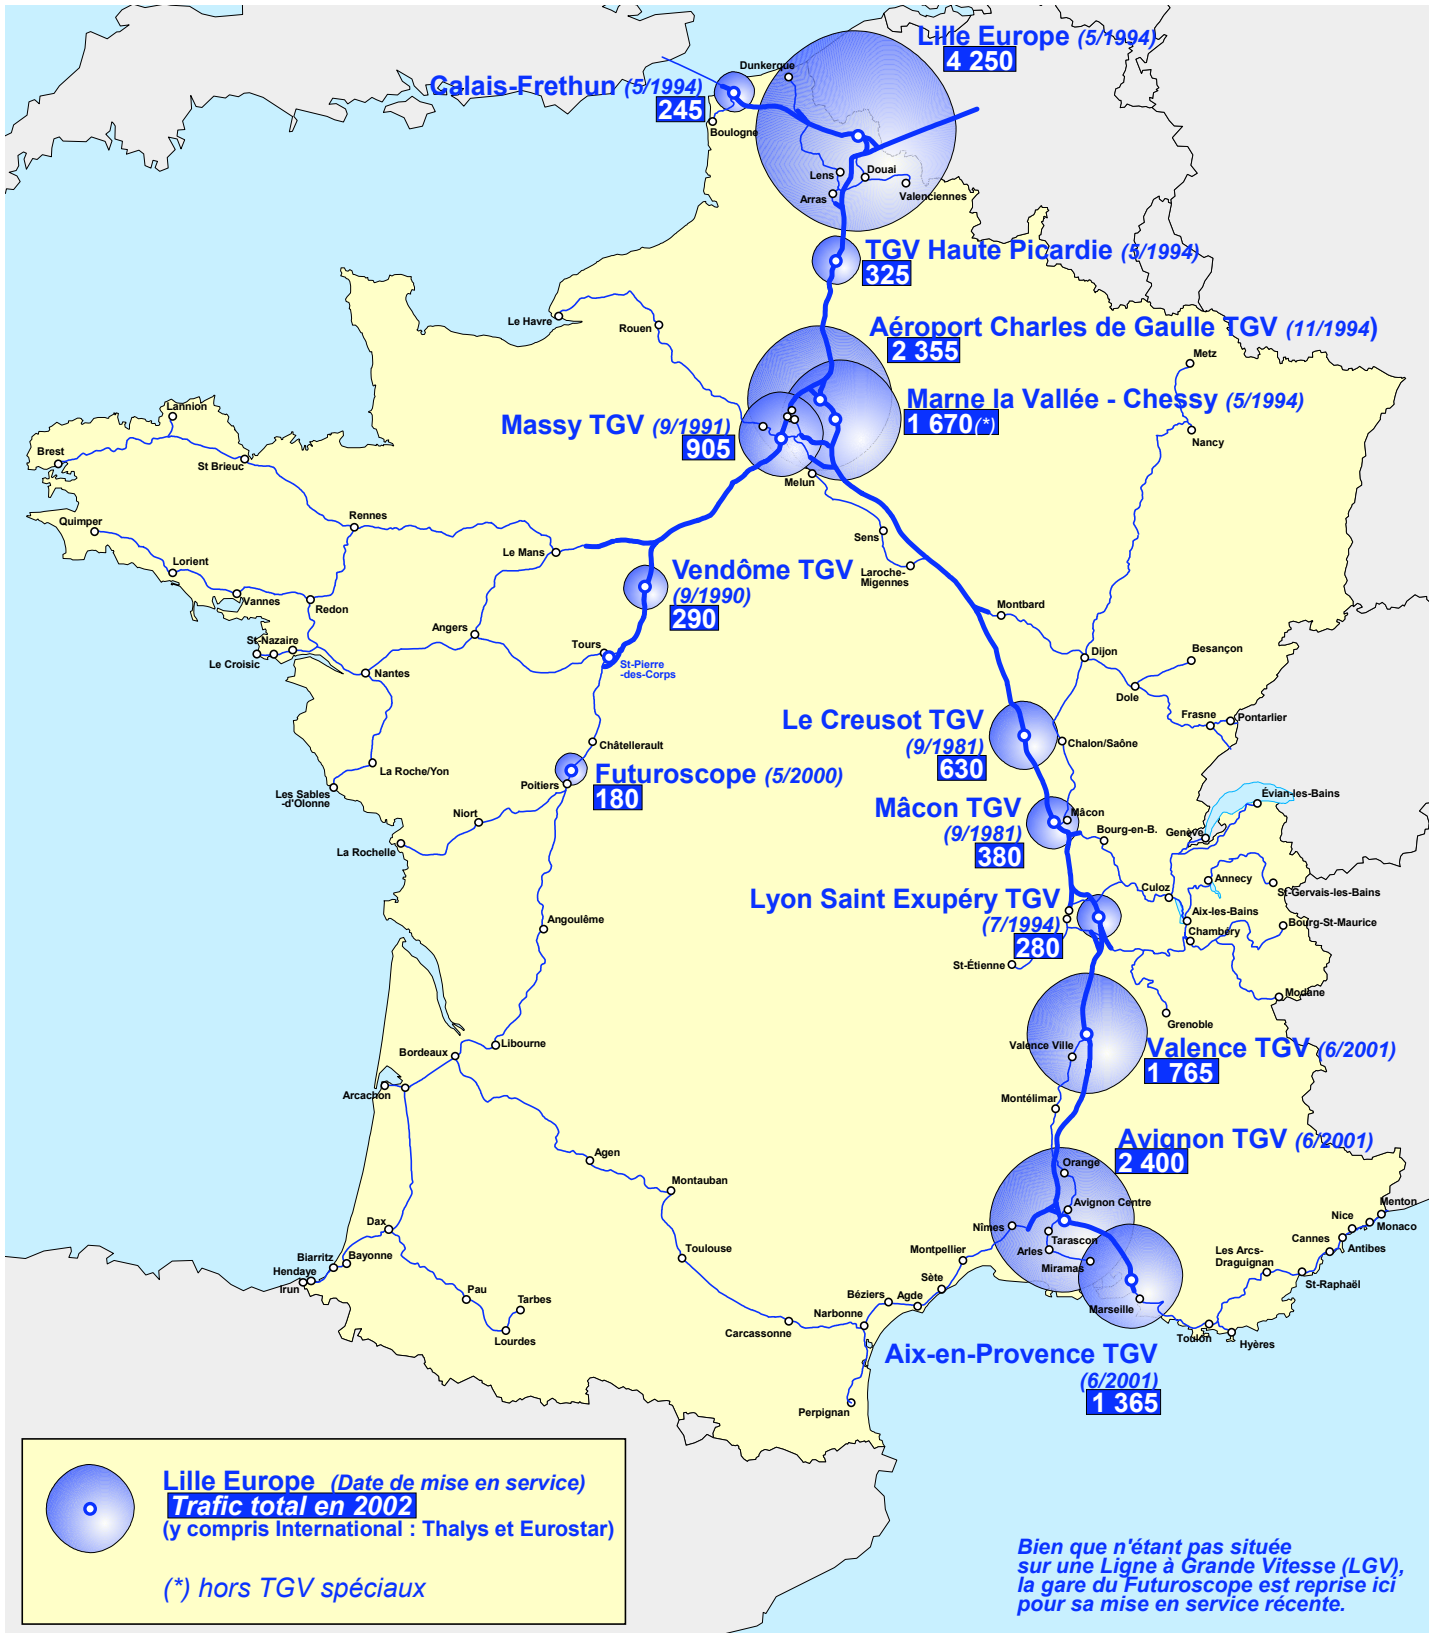 Lille Europe (5/1994)
4 250
Dunkerque
Calais-Frethun (5/1994)
245
Boulogne
Lens
Douai
Arras
Valenciennes
TGV Haute Picardie (5/1994)
325
Le Havre
Rouen
Aéroport Charles de Gaulle TGV (11/1994)
2 355
Metz
Marne la Vallée - Chessy (5/1994)
1 670(*)
Massy TGV (9/1991)
905
Nancy
Lannion
Brest
St Brieuc
Melun
Quimper
Rennes
Sens
Le Mans
Lorient
Laroche-
Migennes
Vendôme TGV
(9/1990)
290
Vannes
Redon
Montbard
Angers
St-Nazaire
Le Croisic
Tours
St-Pierre
-des-Corps
Dijon
Besançon
Nantes
Dole
Le Creusot TGV
(9/1981)
630
Frasne
Pontarlier
Châtellerault
Chalon/Saône
La Roche/Yon
Futuroscope (5/2000)
180
Poitiers
Les Sables
-d'Olonne
Évian-les-Bains
Mâcon TGV
(9/1981)
380
Mâcon
Niort
Bourg-en-B.
Genève
La Rochelle
Annecy
Culoz
St-Gervais-les-Bains
Lyon Saint Exupéry TGV
(7/1994)
280
Aix-les-Bains
Bourg-St-Maurice
Chambéry
Angoulême
St-Étienne
Modane
Grenoble
Libourne
Valence Ville
Valence TGV (6/2001)
1 765
Bordeaux
Arcachon
Montélimar
Avignon TGV (6/2001)
2 400
Agen
Orange
Montauban
Avignon Centre
Menton
Nîmes
Nice
Monaco
Dax
Tarascon
Cannes
Antibes
Toulouse
Arles
Les Arcs-
Draguignan
Biarritz
Bayonne
Montpellier
Miramas
Hendaye
Irun
Sète
St-Raphaël
Pau
Tarbes
Béziers
Agde
Marseille
Narbonne
Lourdes
Carcassonne
Toulon
Hyères
Aix-en-Provence TGV
(6/2001)
1 365
Perpignan
Lille Europe (Date de mise en service)
Trafic total en 2002
(y compris International : Thalys et Eurostar)
(*) hors TGV spéciaux
Bien que n'étant pas située
sur une Ligne à Grande Vitesse (LGV),
la gare du Futuroscope est reprise ici
pour sa mise en service récente.